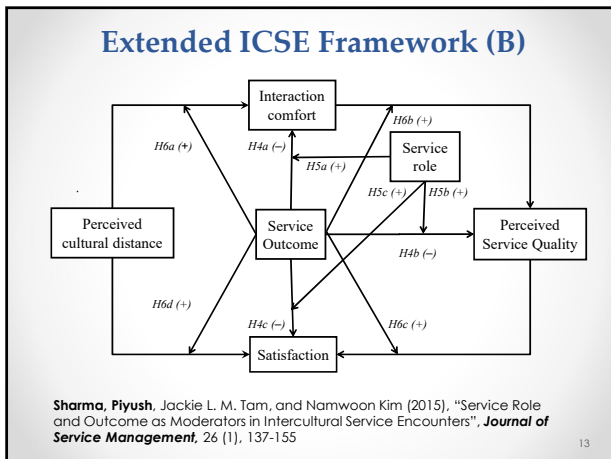 Extended ICSE Framework (B)
Interaction
comfort
H6b (+)
H6a (+)
H4a (–)
H5a (+)
Service
role
H5c (+)
H5b (+)
Perceived
cultural distance
Service
Outcome
Perceived
Service Quality
H4b (–)
H6d (+)
H4c (–)
H6c (+)
Satisfaction
Sharma, Piyush, Jackie L. M. Tam, and Namwoon Kim (2015), “Service Role
and Outcome as Moderators in Intercultural Service Encounters”, Journal of
Service Management, 26 (1), 137-155
13